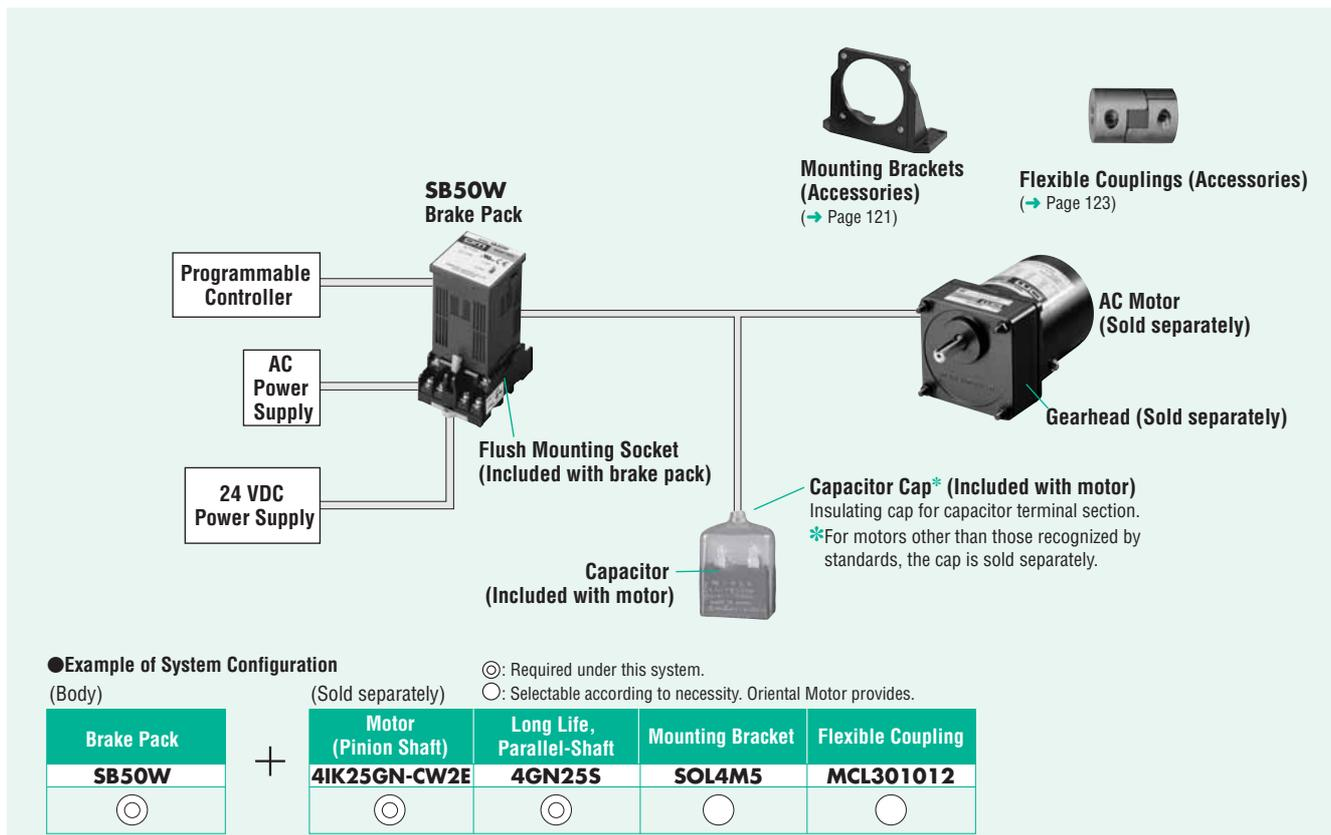 Mounting Brackets
(Accessories)
(→ Page 121)
Flexible Couplings (Accessories)
(→ Page 123)
SB50W
Brake Pack
Programmable
Controller
AC
Power
Supply
24 VDC
Power Supply
Flush Mounting Socket
(Included with brake pack)
AC Motor
(Sold separately)
Gearhead (Sold separately)
Capacitor Cap* (Included with motor)
Insulating cap for capacitor terminal section.
*For motors other than those recognized by
standards, the cap is sold separately.
Capacitor
(Included with motor)
●Example of System Configuration
◎: Required under this system.
○: Selectable according to necessity. Oriental Motor provides.
(Body)
(Sold separately)
Brake Pack
+
Motor
(Pinion Shaft)
Long Life,
Parallel-Shaft
Mounting Bracket
Flexible Coupling
SB50W
4IK25GN-CW2E
4GN25S
SOL4M5
MCL301012
◎
◎
◎
○
○